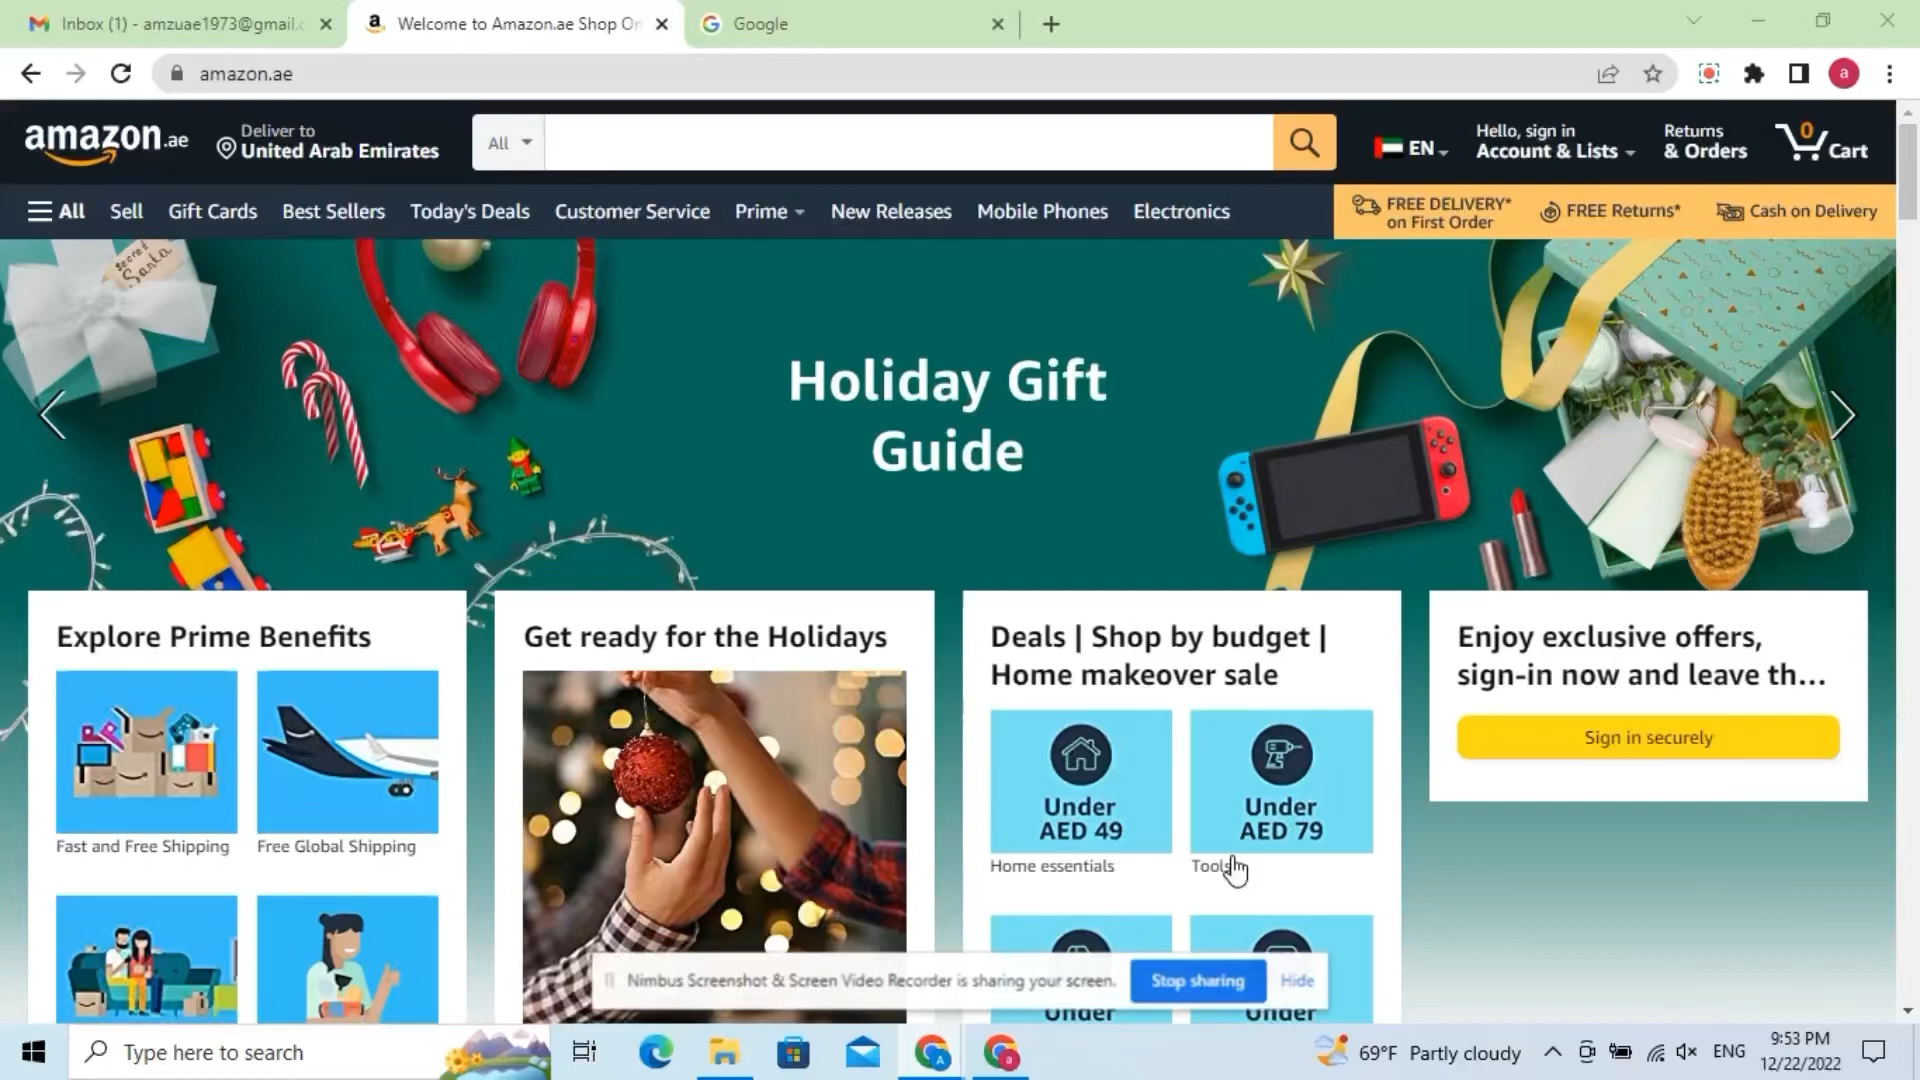 Inbox (1) - amzuae1973@gmail.c
Welcome to Amazon.ae Shop On
Google
amazon.ae
a
amazon.ae
Deliver to
United Arab Emirates
All
EN
Hello, sign in
Account & Lists
Returns
& Orders
0
Cart
All
Sell
Gift Cards
Best Sellers
Today's Deals
Customer Service
Prime
New Releases
Mobile Phones
Electronics
FREE DELIVERY*
on First Order
FREE Returns*
Cash on Delivery
Secret
Santa
Holiday Gift
Guide
Explore Prime Benefits
Fast and Free Shipping
Free Global Shipping
Get ready for the Holidays
Deals | Shop by budget |
Home makeover sale
Under
AED 49
Home essentials
Under
AED 79
Tools
Under
Under
Enjoy exclusive offers,
sign-in now and leave th...
Sign in securely
Nimbus Screenshot & Screen Video Recorder is sharing your screen.
Stop sharing
Hide
Type here to search
69°F Partly cloudy
ENG
9:53 PM
12/22/2022